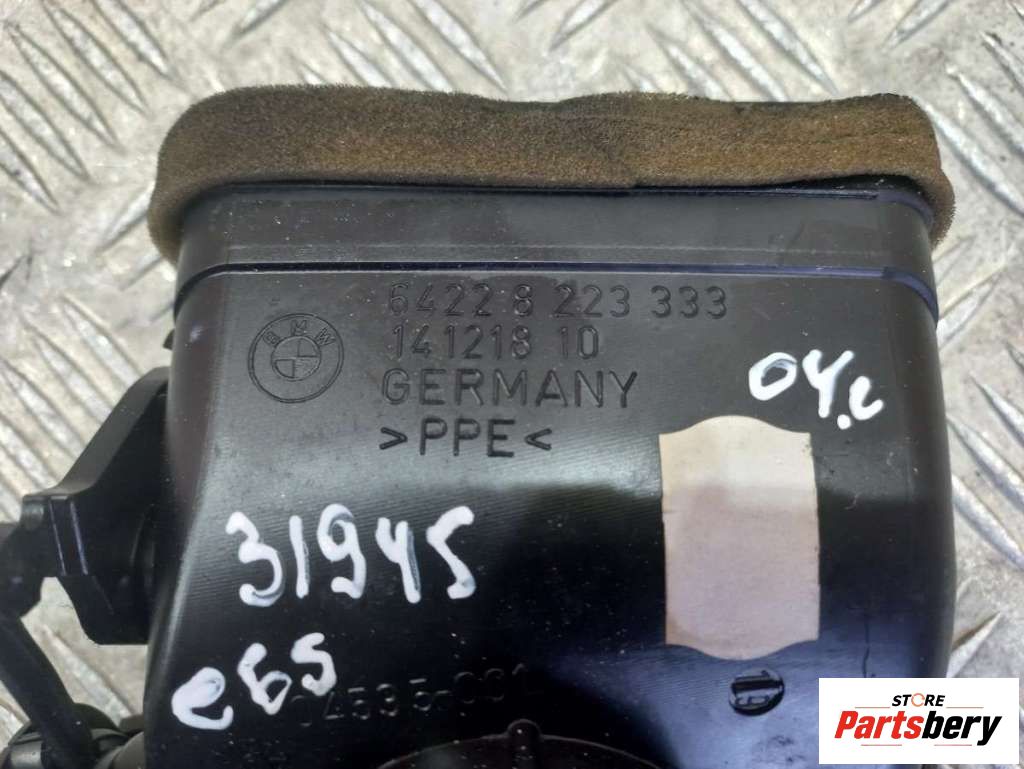 6422 8 223 333
BMW
141218 10
GERMANY
>PPE<
04.c
31945
e65
STORE
Partsbery